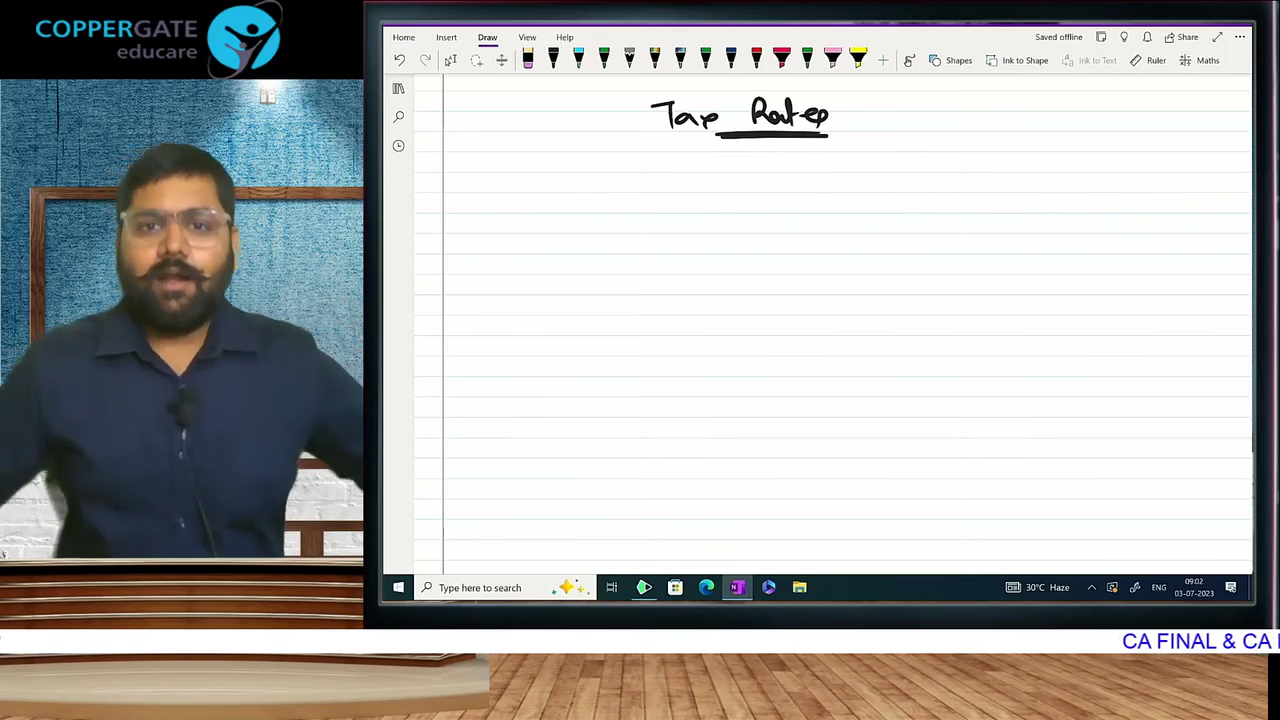 COPPERGATE
educare
Home Insert Draw View Help
Saved offline
Share
Shapes
Ink to Shape
Ink to Text
Ruler
Maths
Tax Rates
Type here to search
30°C Haze
ENG
09:02
03-07-2023
CA FINAL & CA